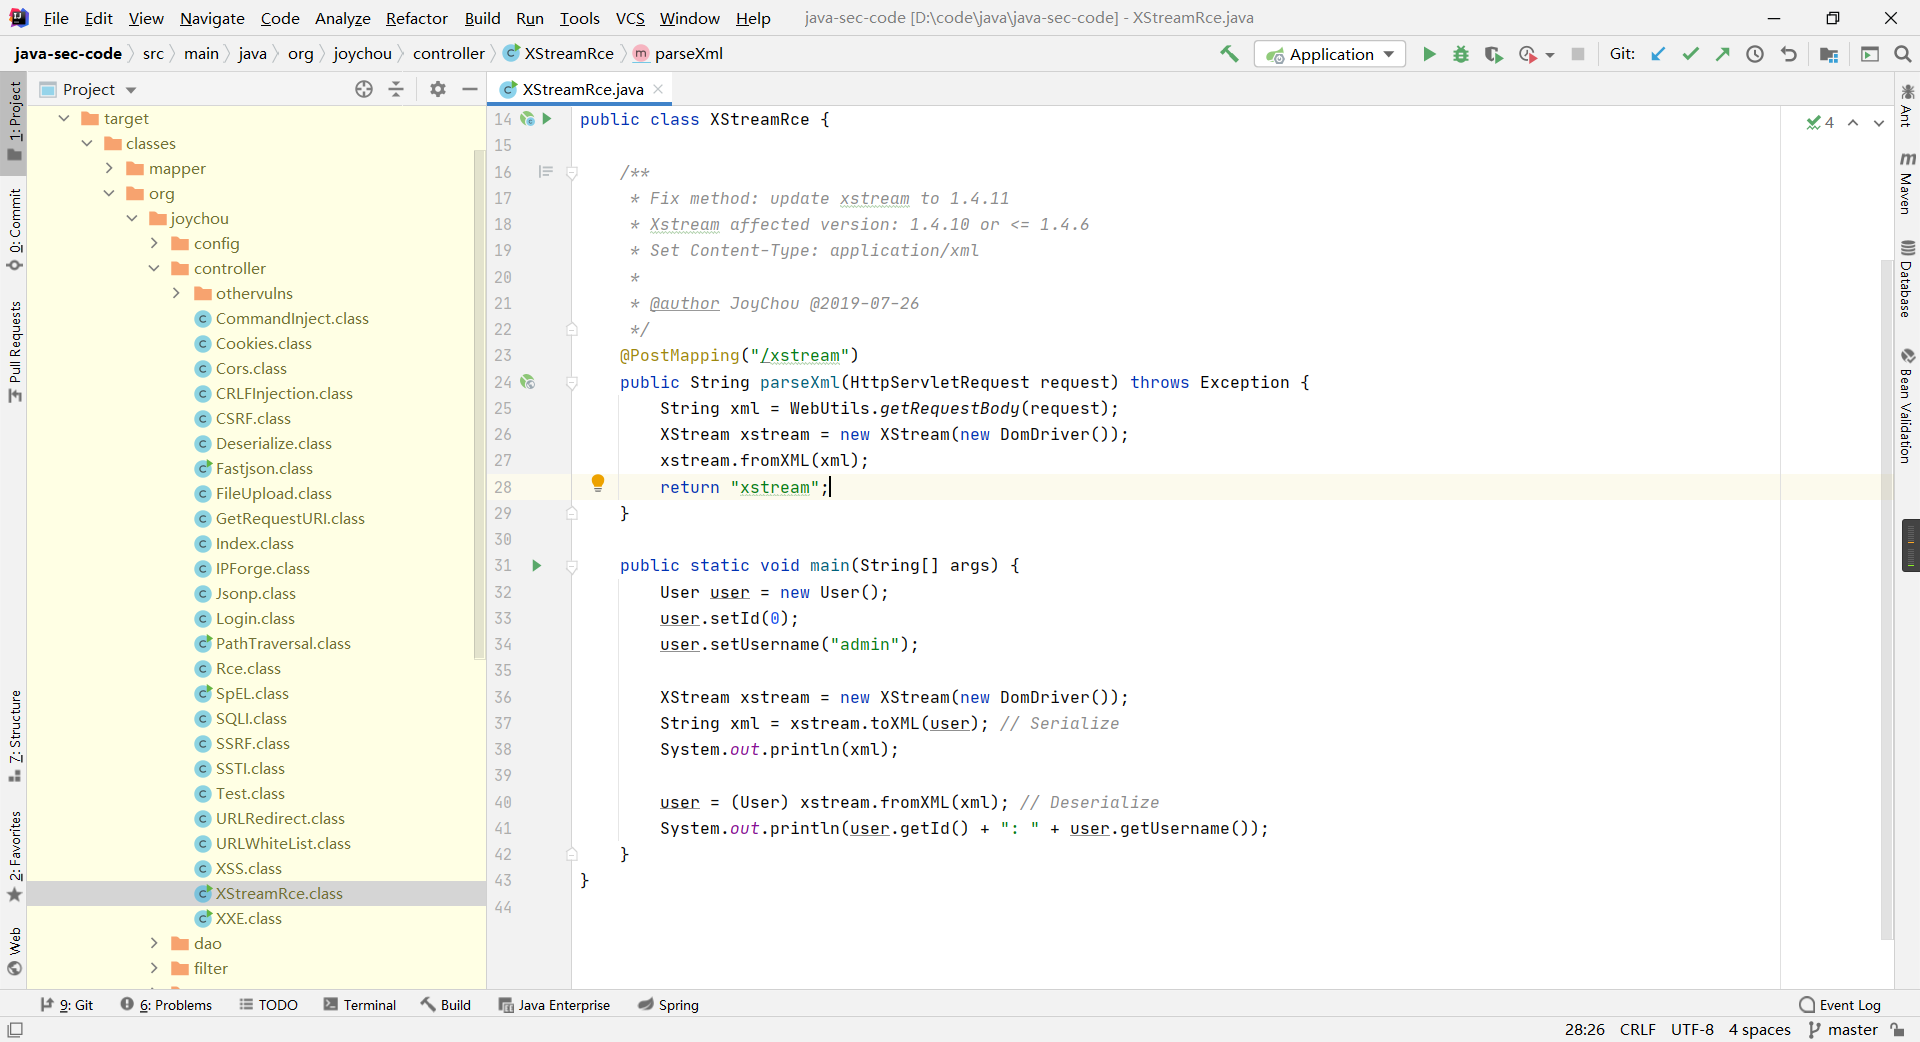 File Edit View Navigate Code Analyze Refactor Build Run Tools VCS Window Help java-sec-code [D:\code\java\java-sec-code] - XStreamRce.java
java-sec-code src main java org joychou controller XStreamRce parseXml Application Git:
Project
XStreamRce.java
1: Project
0: Commit
Pull Requests
7: Structure
2: Favorites
Web
target
classes
mapper
org
joychou
config
controller
othervulns
CommandInject.class
Cookies.class
Cors.class
CRLFInjection.class
CSRF.class
Deserialize.class
Fastjson.class
FileUpload.class
GetRequestURI.class
Index.class
IPForge.class
Jsonp.class
Login.class
PathTraversal.class
Rce.class
SpEL.class
SQLI.class
SSRF.class
SSTI.class
Test.class
URLRedirect.class
URLWhiteList.class
XSS.class
XStreamRce.class
XXE.class
dao
filter
14 public class XStreamRce {
15
16 /**
17 * Fix method: update xstream to 1.4.11
18 * Xstream affected version: 1.4.10 or <= 1.4.6
19 * Set Content-Type: application/xml
20 *
21 * @author JoyChou @2019-07-26
22 */
23 @PostMapping("/xstream")
24 public String parseXml(HttpServletRequest request) throws Exception {
25 String xml = WebUtils.getRequestBody(request);
26 XStream xstream = new XStream(new DomDriver());
27 xstream.fromXML(xml);
28 return "xstream";
29 }
30
31 public static void main(String[] args) {
32 User user = new User();
33 user.setId(0);
34 user.setUsername("admin");
35
36 XStream xstream = new XStream(new DomDriver());
37 String xml = xstream.toXML(user); // Serialize
38 System.out.println(xml);
39
40 user = (User) xstream.fromXML(xml); // Deserialize
41 System.out.println(user.getId() + ": " + user.getUsername());
42 }
43 }
44
4
Ant
Maven
Database
Bean Validation
9: Git 6: Problems TODO Terminal Build Java Enterprise Spring Event Log
28:26 CRLF UTF-8 4 spaces master